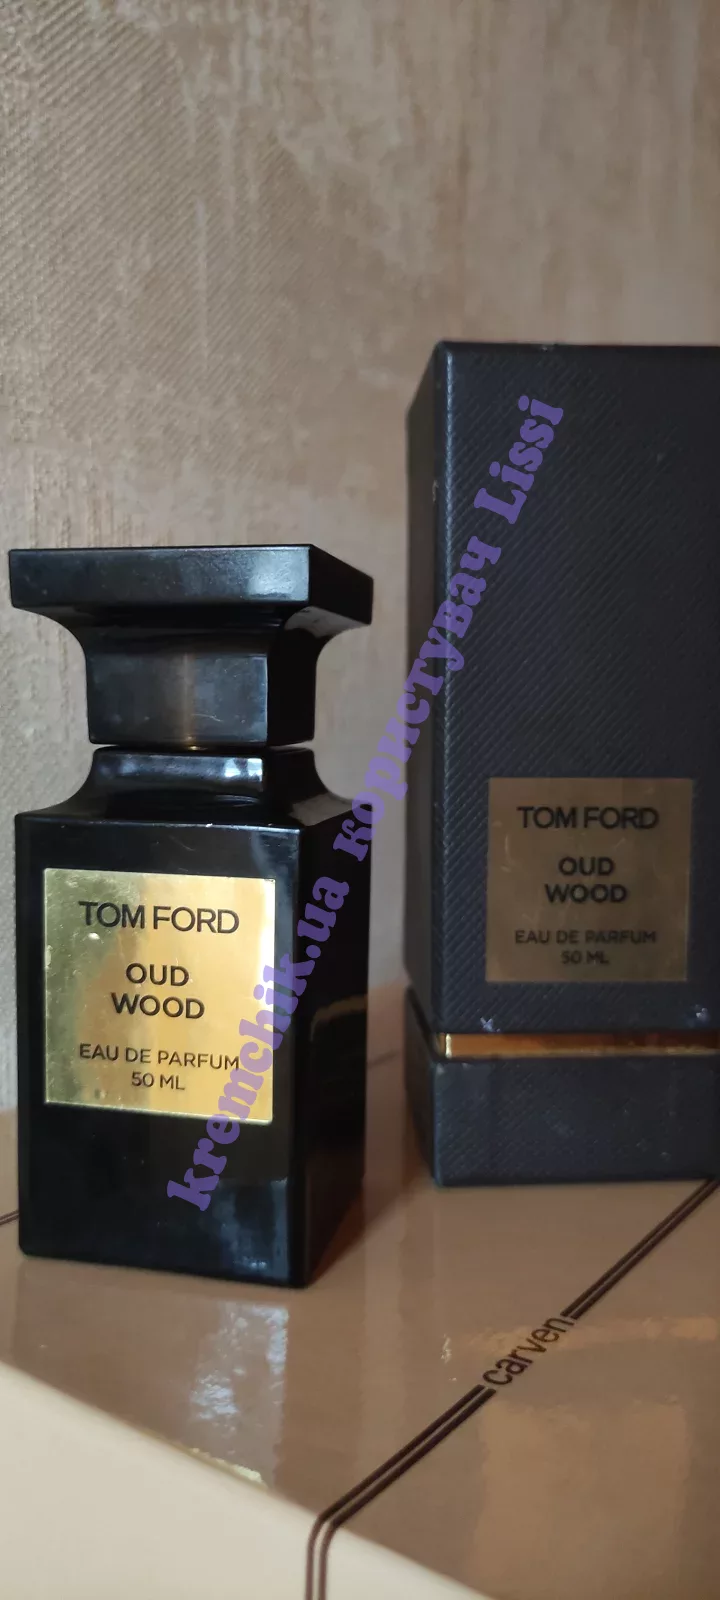 TOM FORD
OUD
WOOD
EAU DE PARFUM
50 ML
TOM FORD
OUD
WOOD
EAU DE PARFUM
50 ML
kremchik.ua користувач Lissi
carven